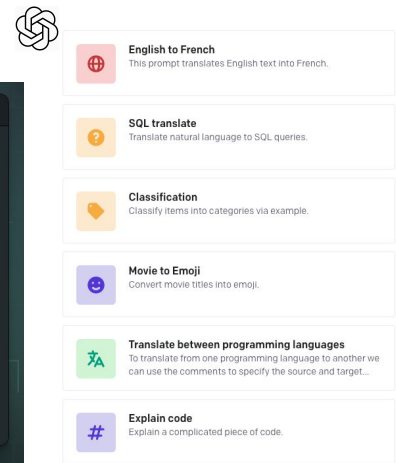 English to French
This prompt translates English text into French.
SQL translate
Translate natural language to SQL queries.
Classification
Classify items into categories via example.
Movie to Emoji
Convert movie titles into emoji.
Translate between programming languages
To translate from one programming language to another we
can use the comments to specify the source and target...
Explain code
Explain a complicated piece of code.